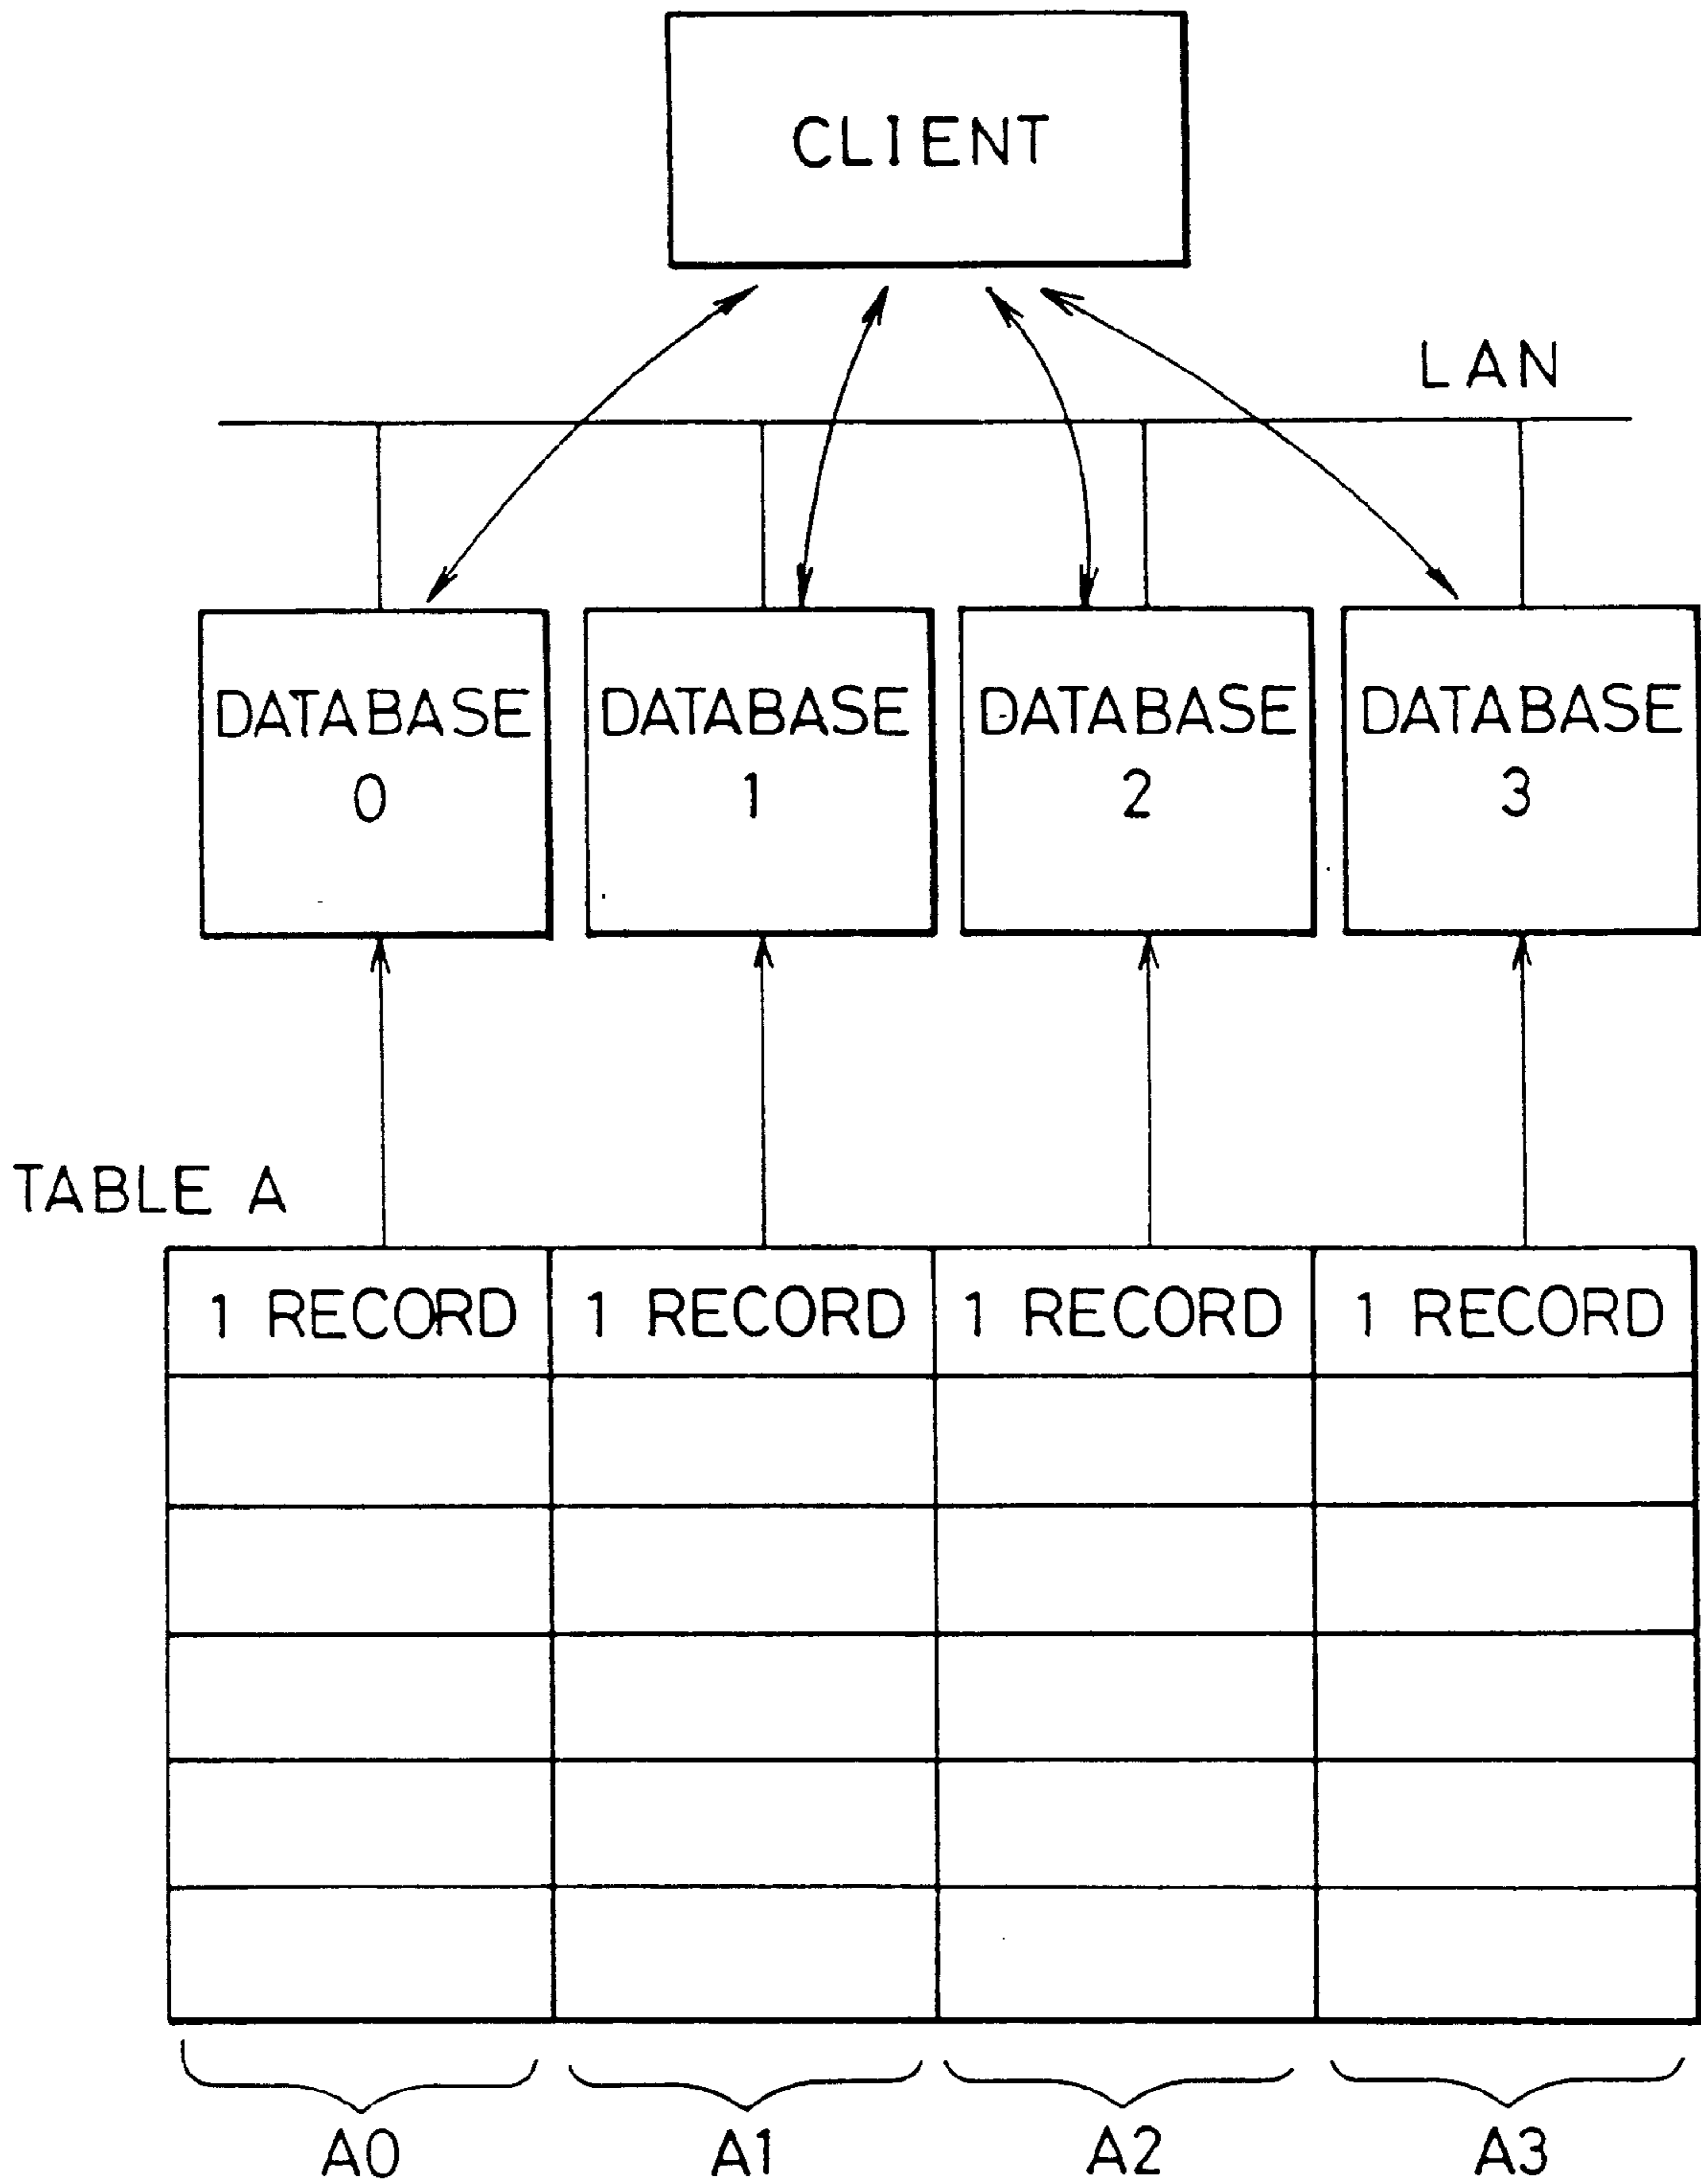 CLIENT
LAN
DATABASE 0
DATABASE 1
DATABASE 2
DATABASE 3
TABLE A
1 RECORD 1 RECORD 1 RECORD 1 RECORD
A0 A1 A2 A3